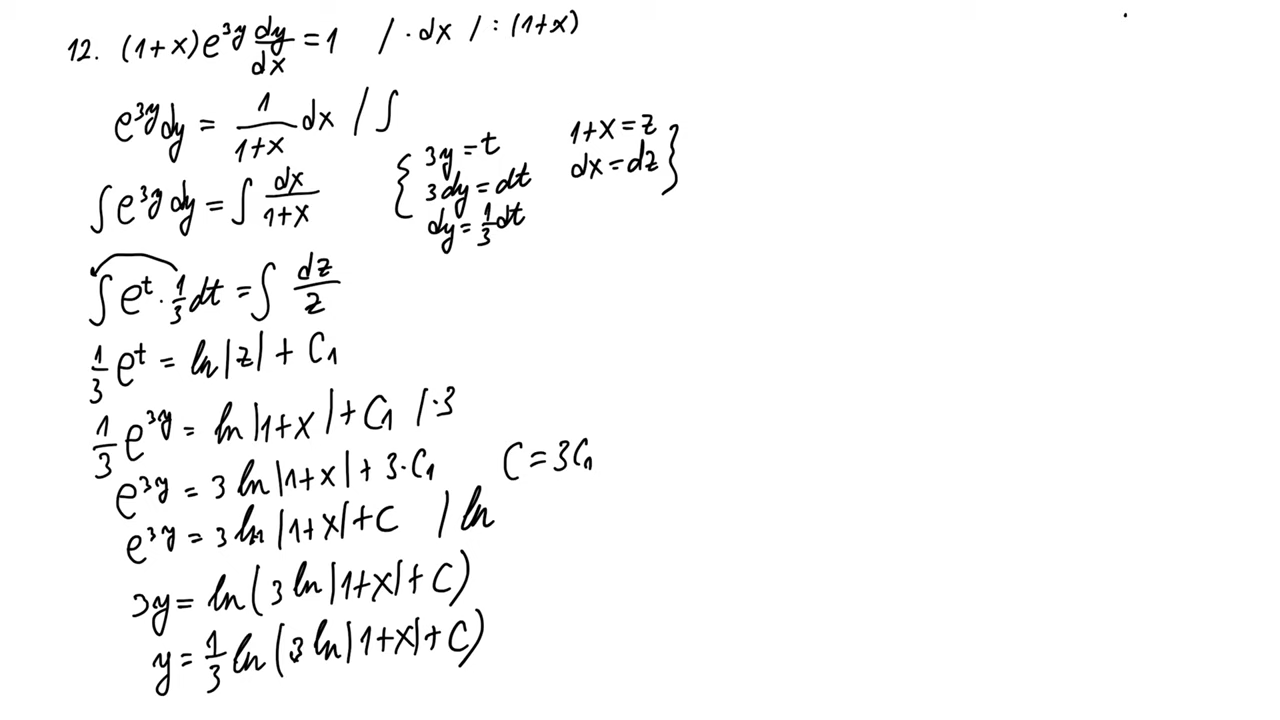 12. (1+x)e^{3y} dy/dx = 1 / · dx / : (1+x)
e^{3y}dy = 1/(1+x) dx / ∫
∫ e^{3y} dy = ∫ dx/(1+x)
{ 3y = t 1+x = z }
3dy = dt dx = dz
dy = 1/3 dt
∫ e^t · 1/3 dt = ∫ dz/z
1/3 e^t = ln|z| + C₁
1/3 e^{3y} = ln|1+x| + C₁ / · 3
e^{3y} = 3 ln|1+x| + 3·C₁ C = 3C₁
e^{3y} = 3 ln|1+x| + C / ln
3y = ln(3 ln|1+x| + C)
y = 1/3 ln(3 ln|1+x| + C)